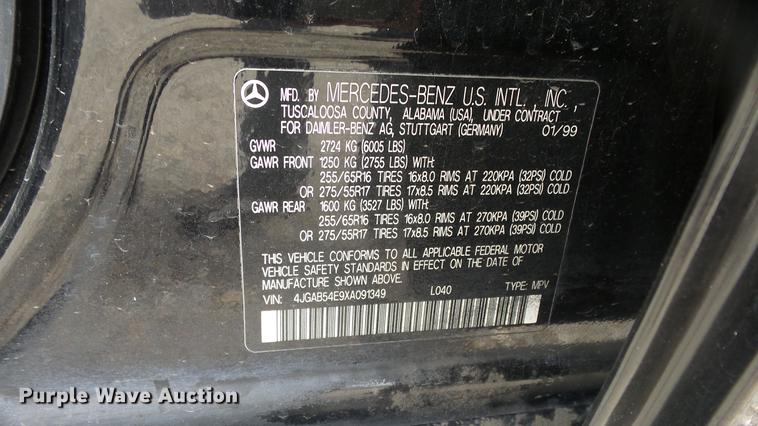 MFD. BY MERCEDES-BENZ U.S. INTL., INC.,
TUSCALOOSA COUNTY, ALABAMA (USA), UNDER CONTRACT
FOR DAIMLER-BENZ AG, STUTTGART (GERMANY) 01/99
GVWR 2724 KG (6005 LBS)
GAWR FRONT 1250 KG (2755 LBS) WITH:
255/65R16 TIRES 16x8.0 RIMS AT 220KPA (32PSI) COLD
OR 275/55R17 TIRES 17x8.5 RIMS AT 220KPA (32PSI) COLD
GAWR REAR 1600 KG (3527 LBS) WITH:
255/65R16 TIRES 16x8.0 RIMS AT 270KPA (39PSI) COLD
OR 275/55R17 TIRES 17x8.5 RIMS AT 270KPA (39PSI) COLD
THIS VEHICLE CONFORMS TO ALL APPLICABLE FEDERAL MOTOR
VEHICLE SAFETY STANDARDS IN EFFECT ON THE DATE OF
MANUFACTURE SHOWN ABOVE.
VIN: 4JGAB54E9XA091349 L040 TYPE: MPV
Purple Wave Auction